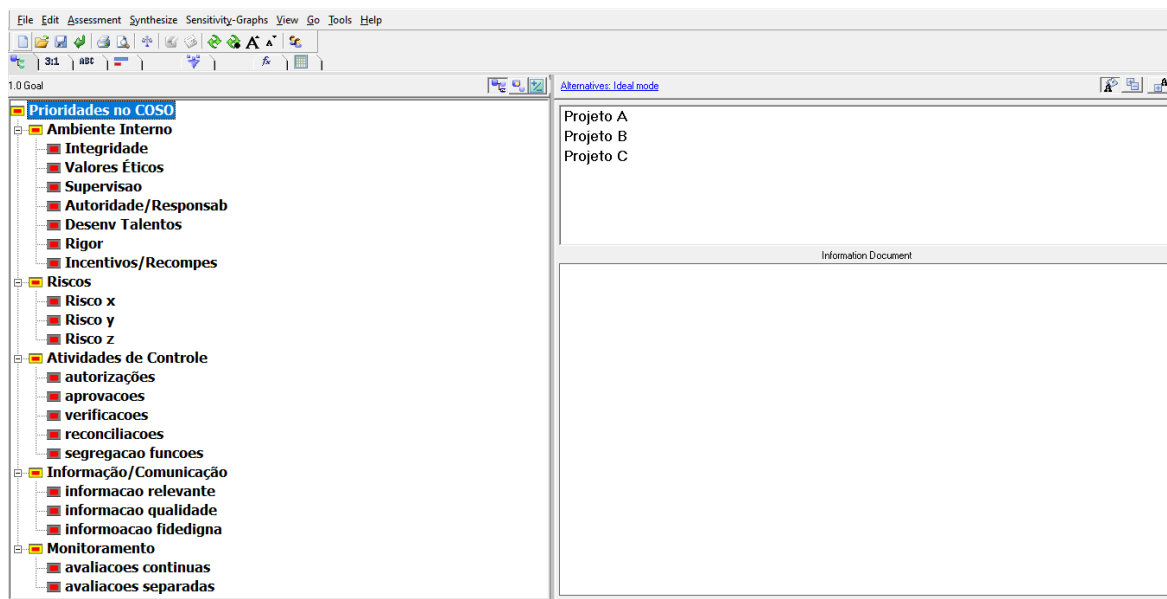 File Edit Assessment Synthesize Sensitivity-Graphs View Go Tools Help
3:1 ABC fx
1.0 Goal
Alternatives: Ideal mode
Prioridades no COSO
Ambiente Interno
Integridade
Valores Éticos
Supervisao
Autoridade/Responsab
Desenv Talentos
Rigor
Incentivos/Recompes
Riscos
Risco x
Risco y
Risco z
Atividades de Controle
autorizações
aprovacoes
verificacoes
reconciliacoes
segregacao funcoes
Informação/Comunicação
informacao relevante
informacao qualidade
informoacao fidedigna
Monitoramento
avaliacoes continuas
avaliacoes separadas
Projeto A
Projeto B
Projeto C
Information Document